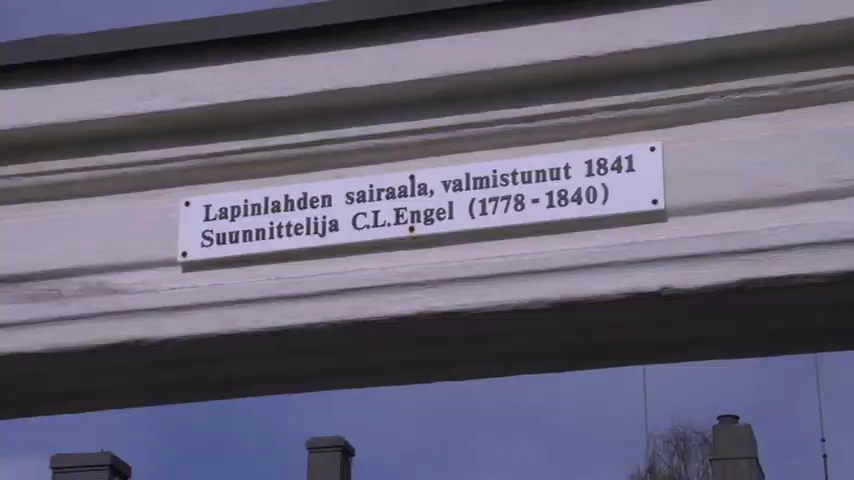 Lapinlahden sairaala, valmistunut 1841
Suunnittelija C.L.Engel (1778-1840)